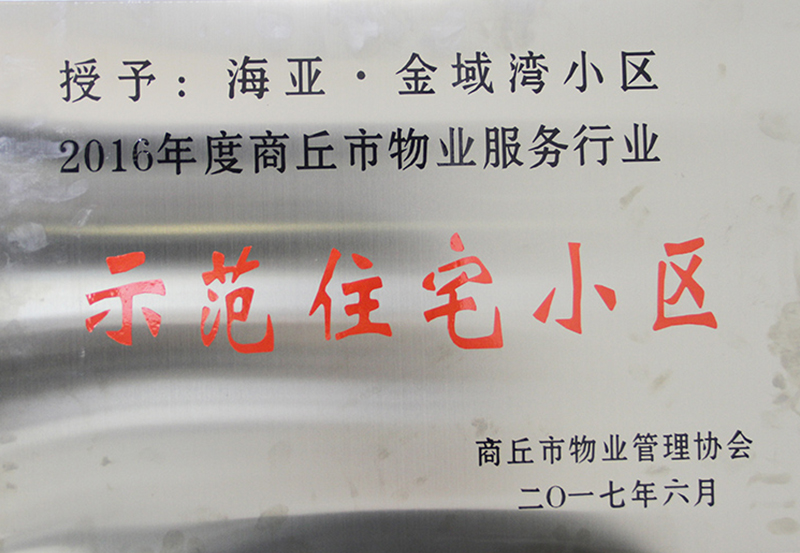 授予：海亚·金域湾小区
2016年度商丘市物业服务行业
示范住宅小区
商丘市物业管理协会
二〇一七年六月